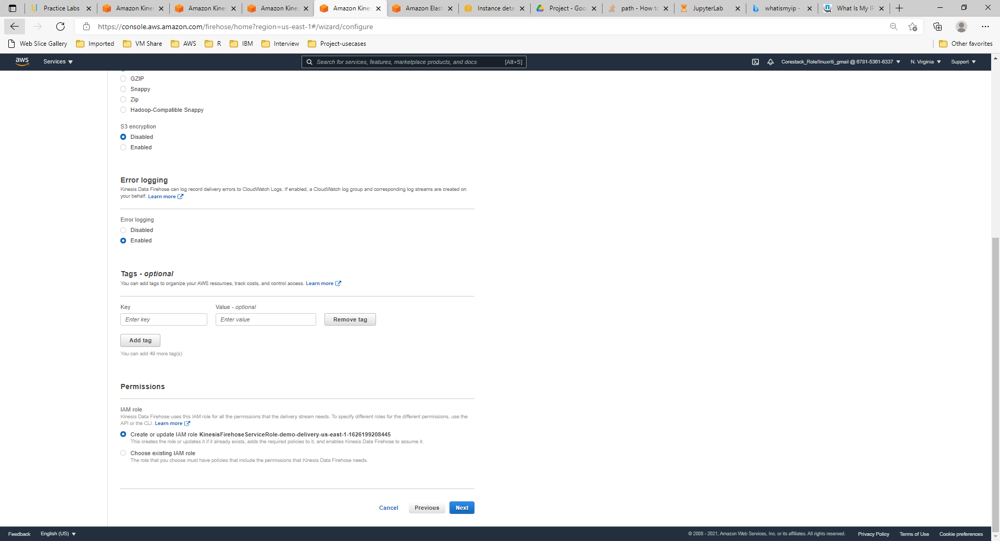 Practice Labs
Amazon Kine
Amazon Kine
Amazon Kine
Amazon Kine
Amazon Elast
Instance deta
Project - Goo
path - How to
JupyterLab
whatismyip -
What Is My IP
https://console.aws.amazon.com/firehose/home?region=us-east-1#/wizard/configure
Web Slice Gallery
Imported
VM Share
AWS
R
IBM
Interview
Project-usecases
Other favorites
aws
Services
Search for services, features, marketplace products, and docs
[Alt+S]
Corestack_Role/linuxriti_gmail @ 6781-5361-6337
N. Virginia
Support
GZIP
Snappy
Zip
Hadoop-Compatible Snappy
S3 encryption
Disabled
Enabled
Error logging
Kinesis Data Firehose can log record delivery errors to CloudWatch Logs. If enabled, a CloudWatch log group and corresponding log streams are created on
your behalf. Learn more
Error logging
Disabled
Enabled
Tags - optional
You can add tags to organize your AWS resources, track costs, and control access. Learn more
Key
Value - optional
Enter key
Enter value
Remove tag
Add tag
You can add 49 more tag(s)
Permissions
IAM role
Kinesis Data Firehose uses this IAM role for all the permissions that the delivery stream needs. To specify different roles for the different permissions, use the
API or the CLI. Learn more
Create or update IAM role KinesisFirehoseServiceRole-demo-delivery-us-east-1-1626199208445
This creates the role or updates it if it already exists, adds the required policies to it, and enables Kinesis Data Firehose to assume it.
Choose existing IAM role
The role that you choose must have policies that include the permissions that Kinesis Data Firehose needs.
Cancel
Previous
Next
Feedback
English (US)
© 2008 - 2021, Amazon Web Services, Inc. or its affiliates. All rights reserved.
Privacy Policy
Terms of Use
Cookie preferences